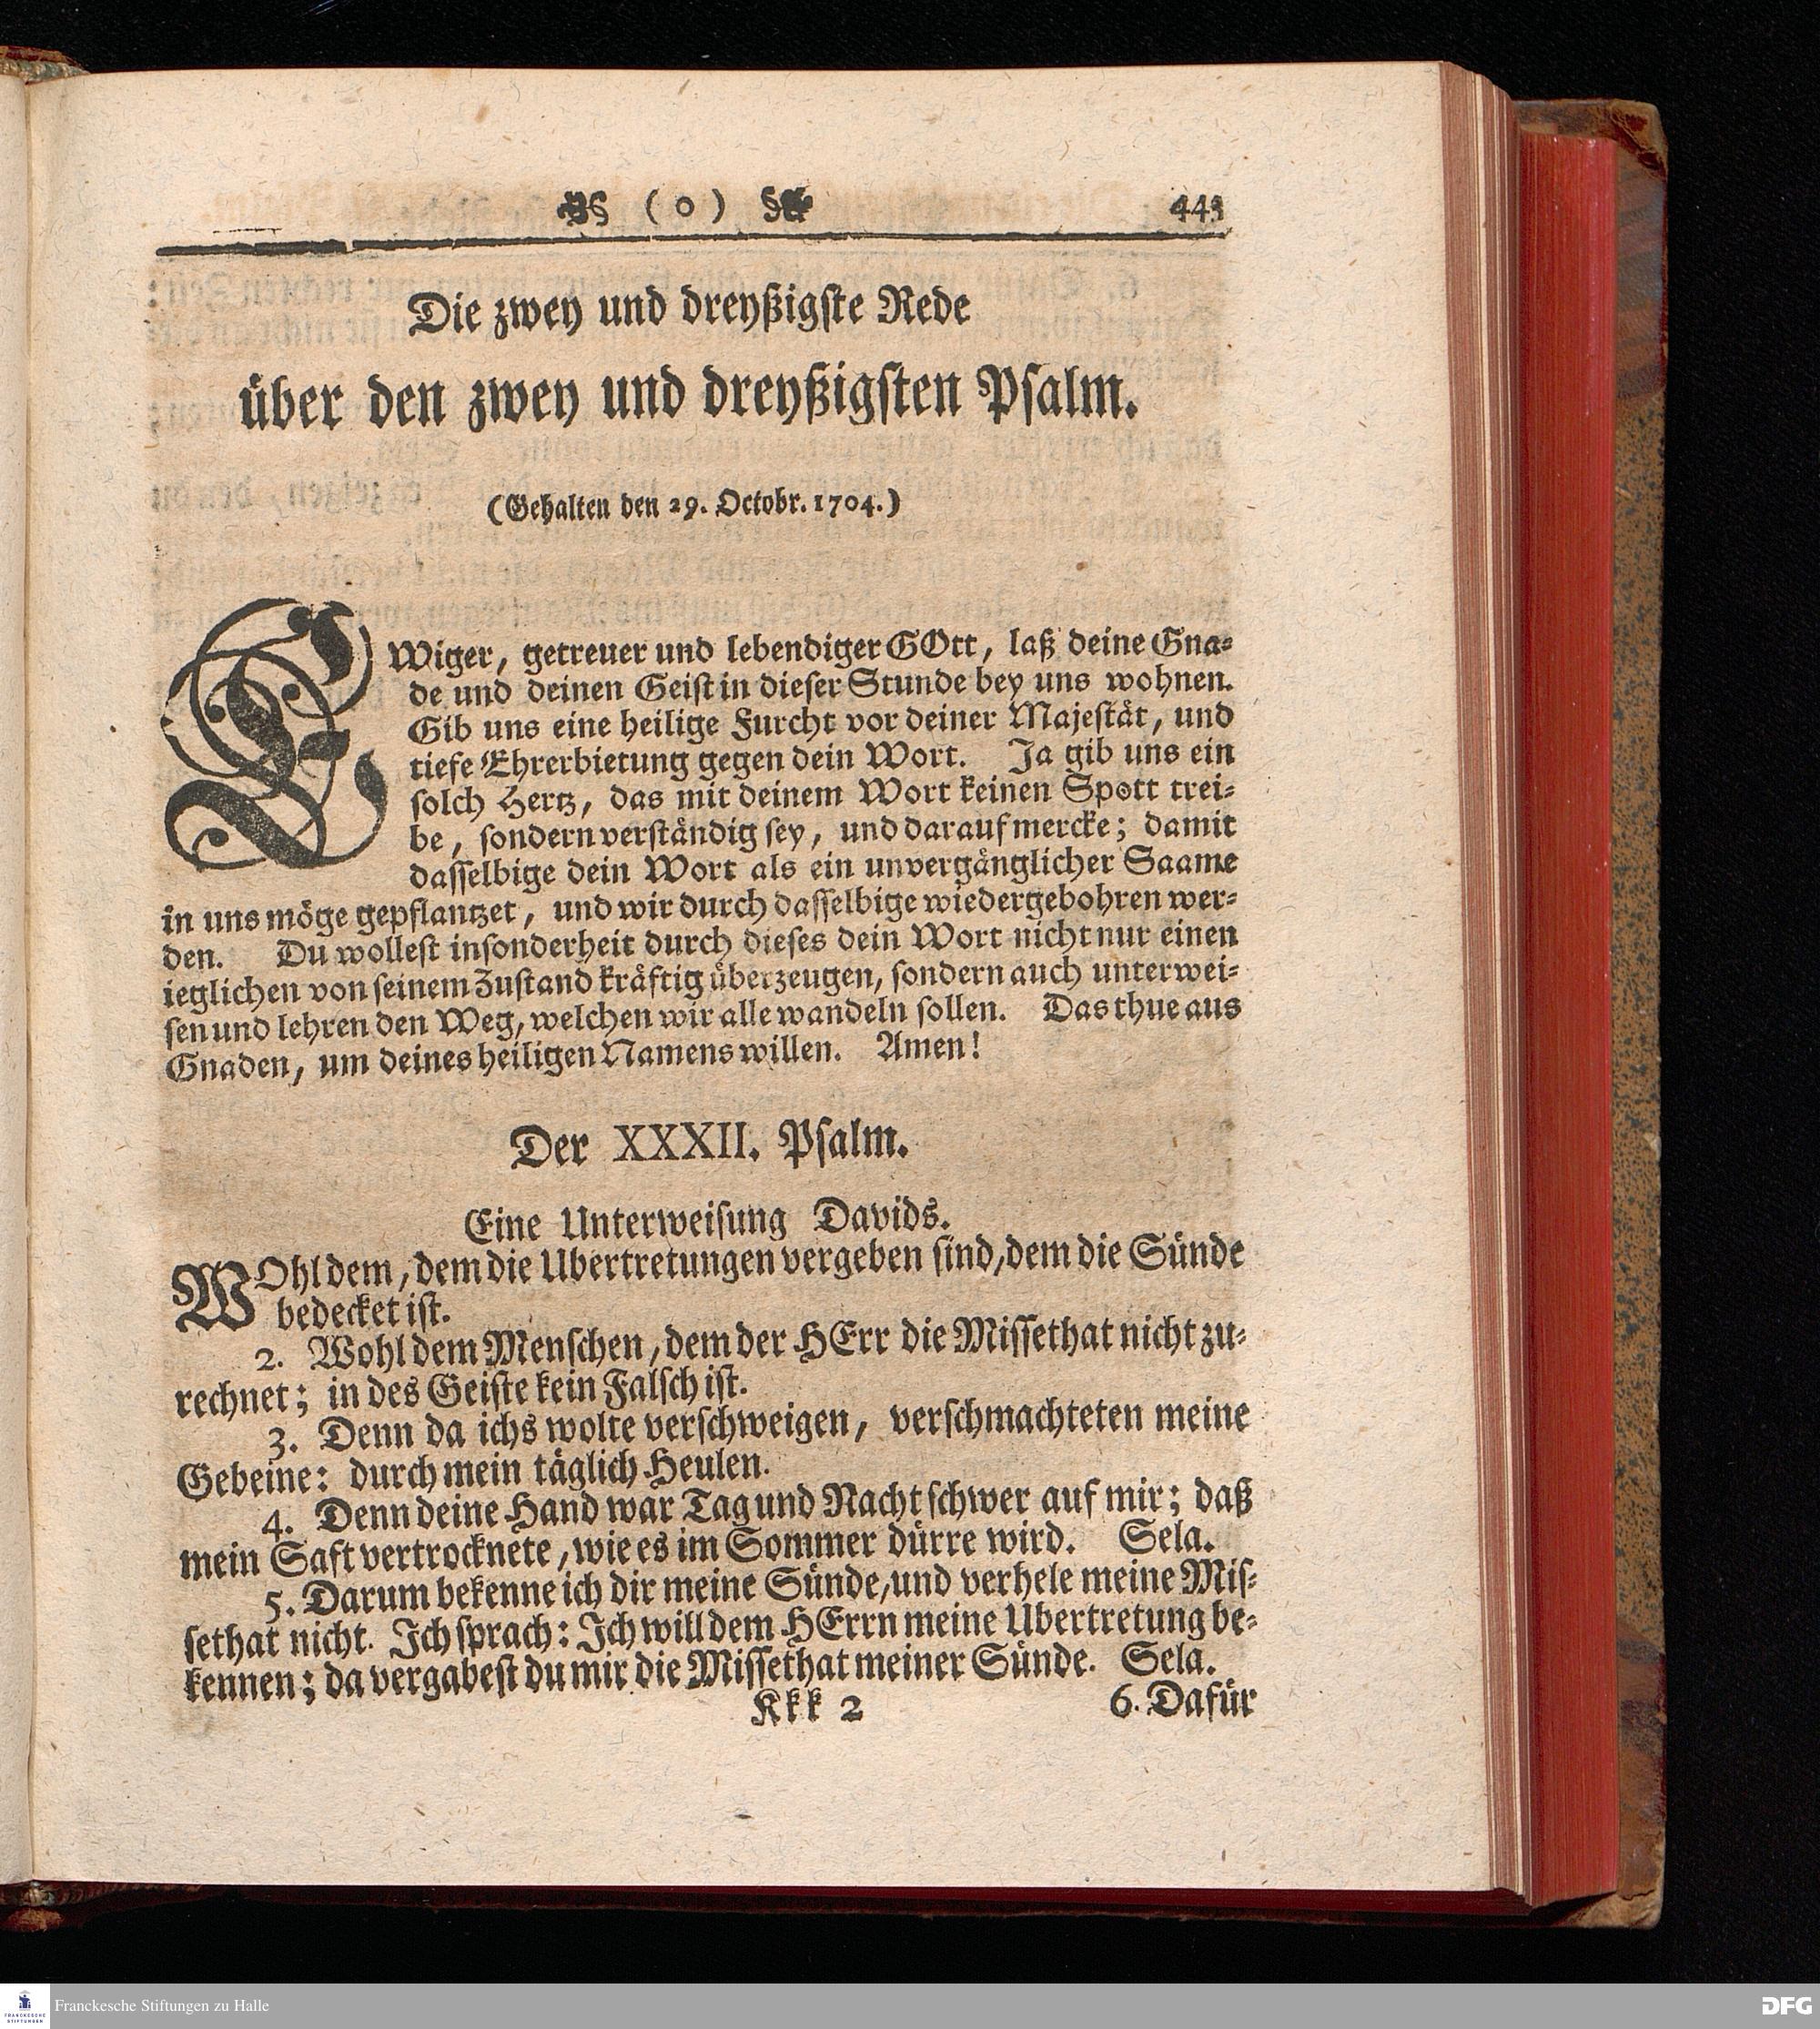 ( o ) 443
Die zwey und dreyßigste Rede
über den zwey und dreyßigsten Psalm.
(Gehalten den 29. Octobr. 1704.)
EWiger, getreuer und lebendiger GOtt, laß deine Gna-
de und deinen Geist in dieser Stunde bey uns wohnen.
Gib uns eine heilige Furcht vor deiner Majestät, und
tiefe Ehrerbietung gegen dein Wort. Ja gib uns ein
solch Hertz, das mit deinem Wort keinen Spott trei-
be, sondern verständig sey, und darauf mercke; damit
dasselbige dein Wort als ein unvergänglicher Saame
in uns möge gepflantzet, und wir durch dasselbige wiedergebohren wer-
den. Du wollest insonderheit durch dieses dein Wort nicht nur einen
ieglichen von seinem Zustand kräftig überzeugen, sondern auch unterwei-
sen und lehren den Weg, welchen wir alle wandeln sollen. Das thue aus
Gnaden, um deines heiligen Namens willen. Amen!
Der XXXII. Psalm.
Eine Unterweisung Davids.
WOhl dem, dem die Ubertretungen vergeben sind, dem die Sünde
bedecket ist.
2. Wohl dem Menschen, dem der HErr die Missethat nicht zu-
rechnet; in des Geiste kein Falsch ist.
3. Denn da ichs wolte verschweigen, verschmachteten meine
Gebeine: durch mein täglich Heulen.
4. Denn deine Hand war Tag und Nacht schwer auf mir; daß
mein Saft vertrocknete, wie es im Sommer dürre wird. Sela.
5. Darum bekenne ich dir meine Sünde, und verhele meine Mis-
sethat nicht. Ich sprach: Ich will dem HErrn meine Ubertretung be-
kennen; da vergabest du mir die Missethat meiner Sünde. Sela.
Kkk 2 6. Dafür
FRANCKESCHE
STIFTUNGEN
Franckesche Stiftungen zu Halle
DFG